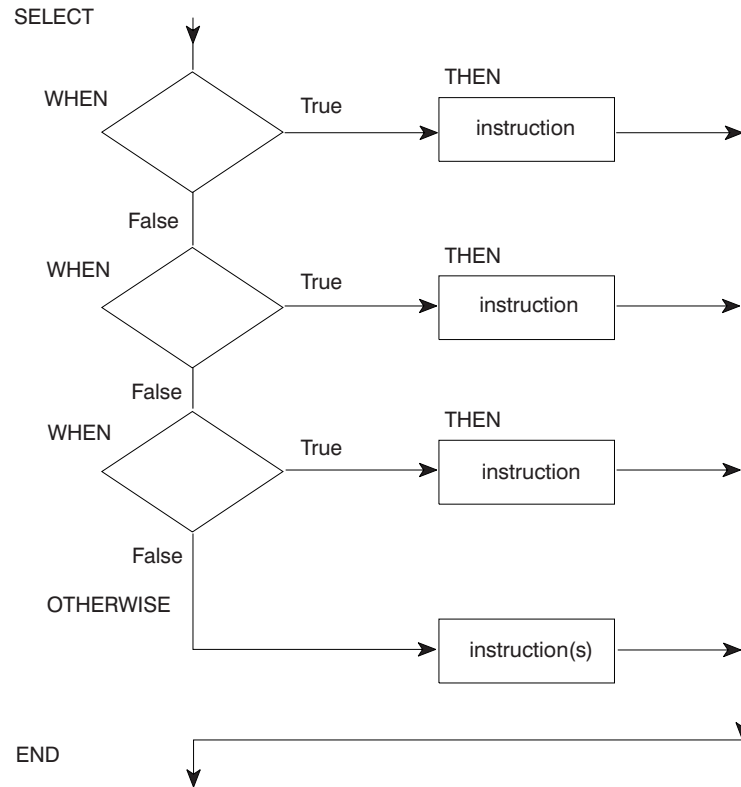 SELECT
WHEN
True
THEN
instruction
False
WHEN
True
THEN
instruction
False
WHEN
True
THEN
instruction
False
OTHERWISE
instruction(s)
END